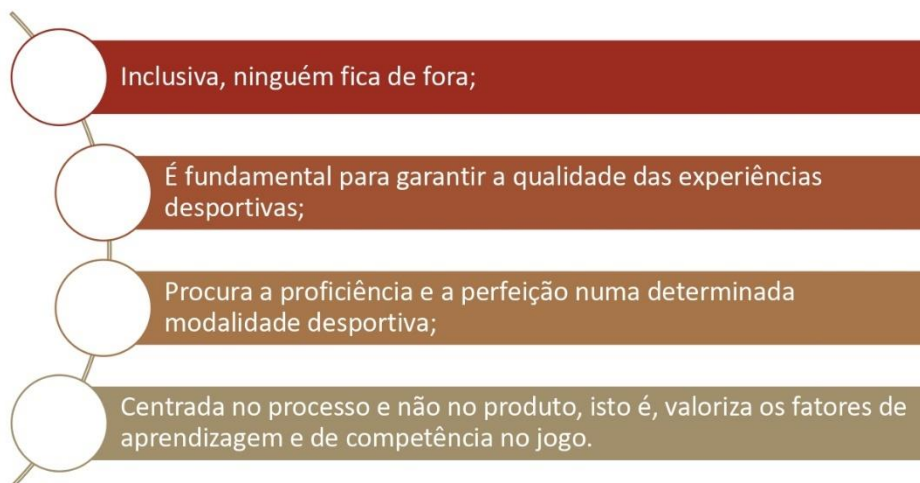 Inclusiva, ninguém fica de fora;
É fundamental para garantir a qualidade das experiências
desportivas;
Procura a proficiência e a perfeição numa determinada
modalidade desportiva;
Centrada no processo e não no produto, isto é, valoriza os fatores de
aprendizagem e de competência no jogo.